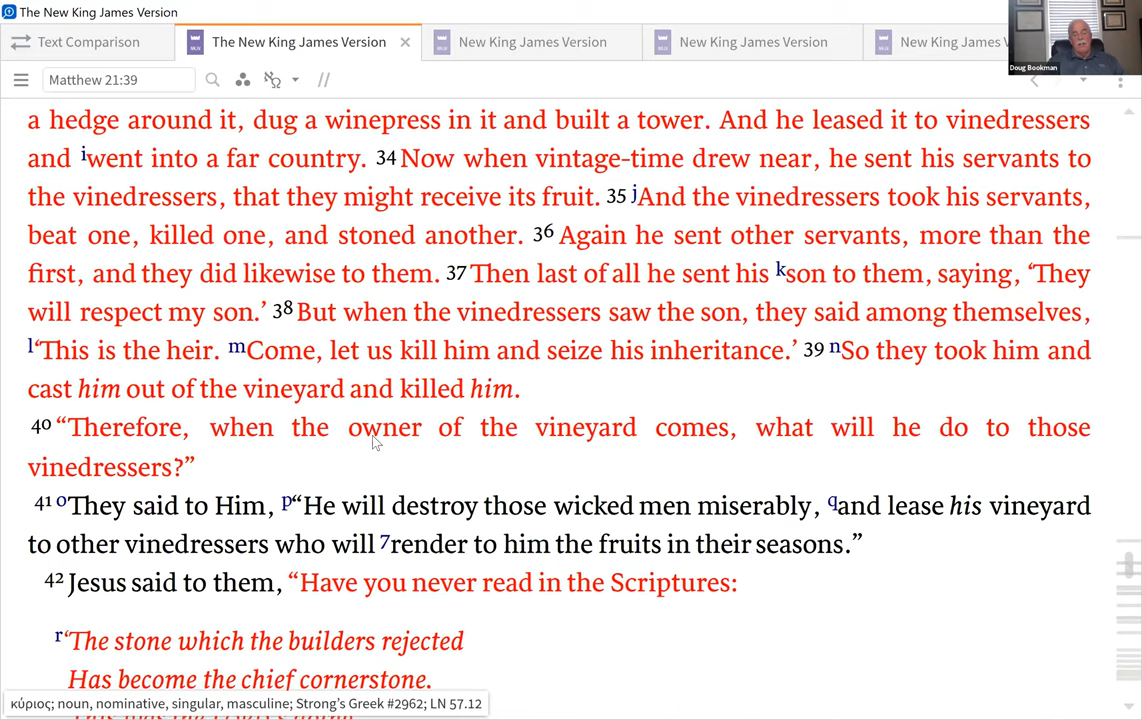 The New King James Version
Text Comparison
The New King James Version
New King James Version
New King James Version
New King James V
Doug Bookman
Matthew 21:39
a hedge around it, dug a winepress in it and built a tower. And he leased it to vinedressers
and iwent into a far country. 34 Now when vintage-time drew near, he sent his servants to
the vinedressers, that they might receive its fruit. 35 jAnd the vinedressers took his servants,
beat one, killed one, and stoned another. 36 Again he sent other servants, more than the
first, and they did likewise to them. 37 Then last of all he sent his kson to them, saying, ‘They
will respect my son.’ 38 But when the vinedressers saw the son, they said among themselves,
l‘This is the heir. mCome, let us kill him and seize his inheritance.’ 39 nSo they took him and
cast him out of the vineyard and killed him.
40 “Therefore, when the owner of the vineyard comes, what will he do to those
vinedressers?”
41 oThey said to Him, p“He will destroy those wicked men miserably, qand lease his vineyard
to other vinedressers who will 7render to him the fruits in their seasons.”
42 Jesus said to them, “Have you never read in the Scriptures:
r‘The stone which the builders rejected
Has become the chief cornerstone.
κύριος; noun, nominative, singular, masculine; Strong’s Greek #2962; LN 57.12